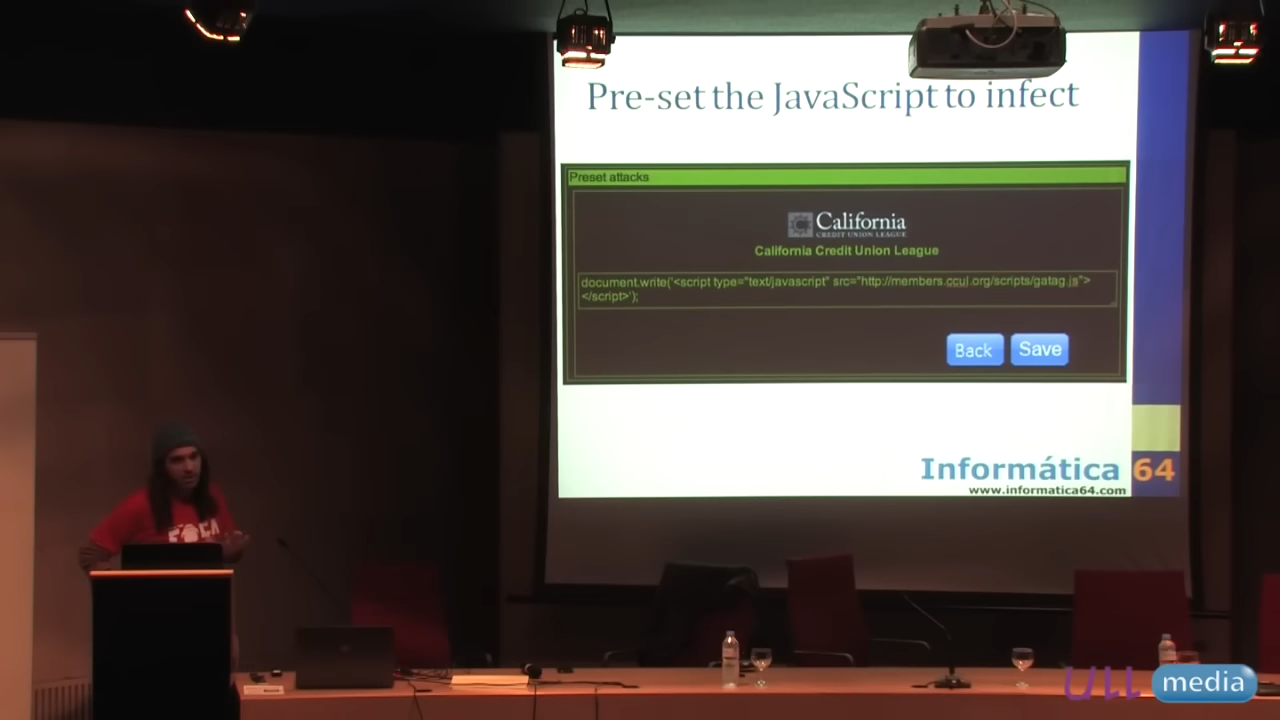 Pre-set the JavaScript to infect
Preset attacks
California
CREDIT UNION LEAGUE
California Credit Union League
document.write('<script type="text/javascript" src="http://members.ccul.org/scripts/gatag.js">
</script>');
Back Save
Informática 64
www.informatica64.com
FOCA
ULL media